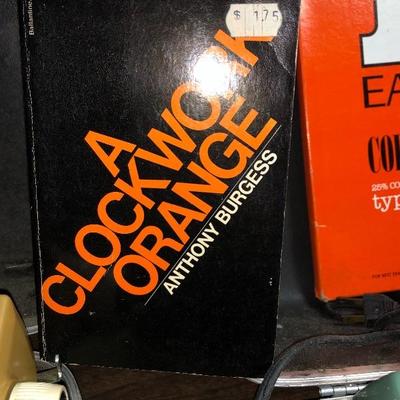 Ballantine
$ 1.75
A
CLOCKWORK
ORANGE
ANTHONY BURGESS
EA
CO
25% CO
typ